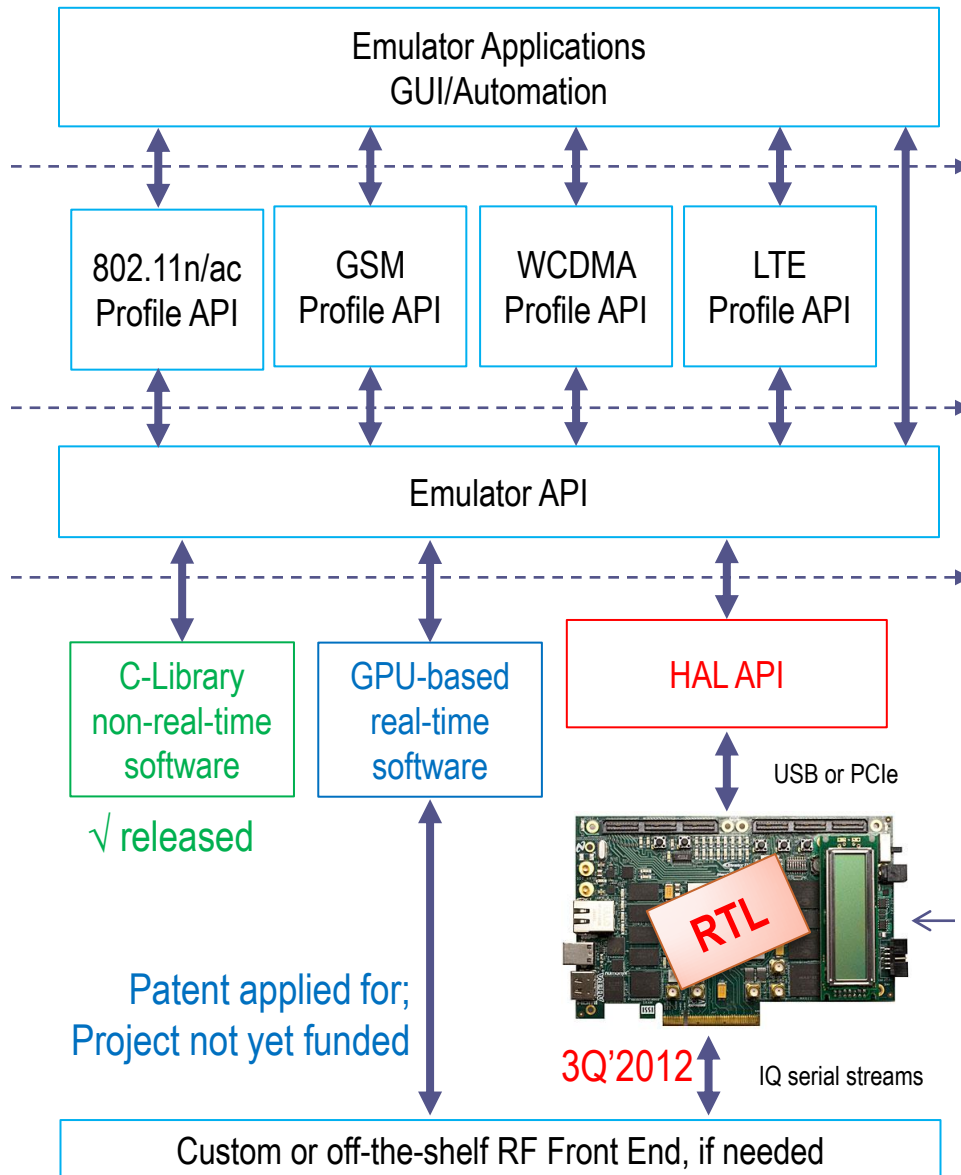 Emulator Applications
GUI/Automation
802.11n/ac
Profile API
GSM
Profile API
WCDMA
Profile API
LTE
Profile API
Emulator API
C-Library
non-real-time
software
GPU-based
real-time
software
HAL API
USB or PCIe
√ released
RTL
Patent applied for;
Project not yet funded
3Q'2012
IQ serial streams
Custom or off-the-shelf RF Front End, if needed